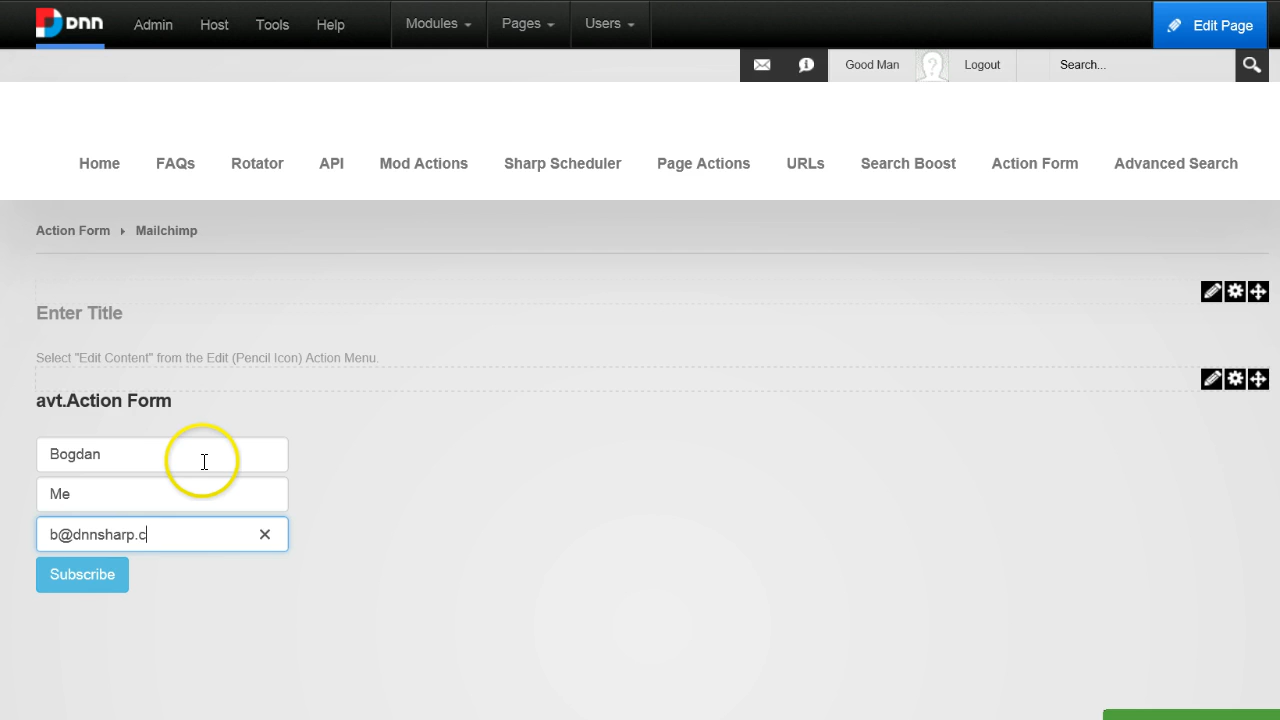 dnn Admin Host Tools Help Modules Pages Users Edit Page
Good Man Logout Search...
Home FAQs Rotator API Mod Actions Sharp Scheduler Page Actions URLs Search Boost Action Form Advanced Search
Action Form Mailchimp
Enter Title
Select "Edit Content" from the Edit (Pencil Icon) Action Menu.
avt.Action Form
Bogdan
Me
b@dnnsharp.c
Subscribe